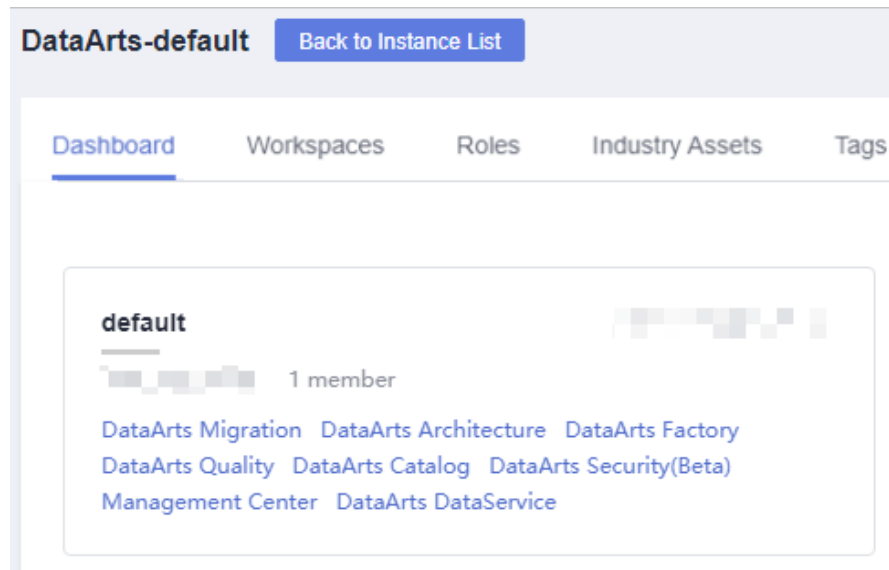 DataArts-default Back to Instance List
Dashboard Workspaces Roles Industry Assets Tags
default
1 member
DataArts Migration DataArts Architecture DataArts Factory
DataArts Quality DataArts Catalog DataArts Security(Beta)
Management Center DataArts DataService